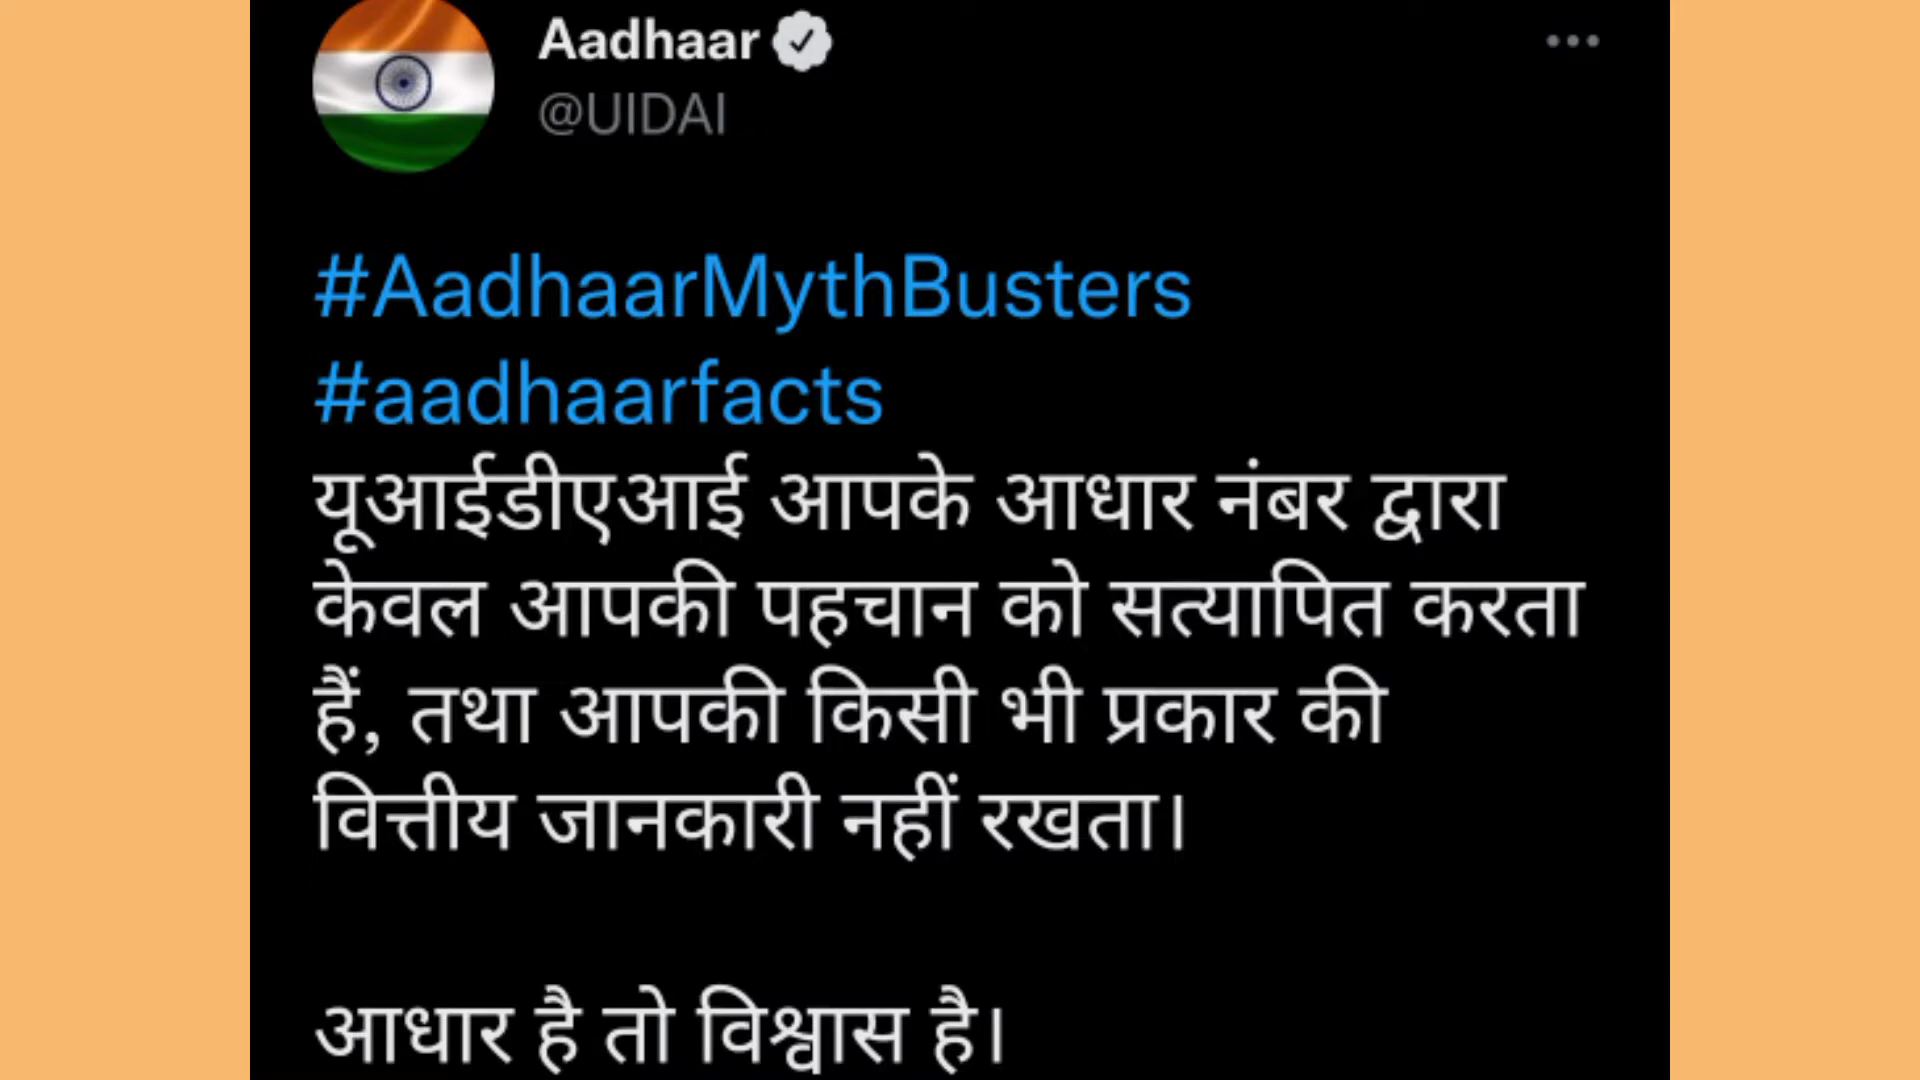 Aadhaar
@UIDAI
#AadhaarMythBusters
#aadhaarfacts
यूआईडीएआई आपके आधार नंबर द्वारा
केवल आपकी पहचान को सत्यापित करता
हैं, तथा आपकी किसी भी प्रकार की
वित्तीय जानकारी नहीं रखता।
आधार है तो विश्वास है।